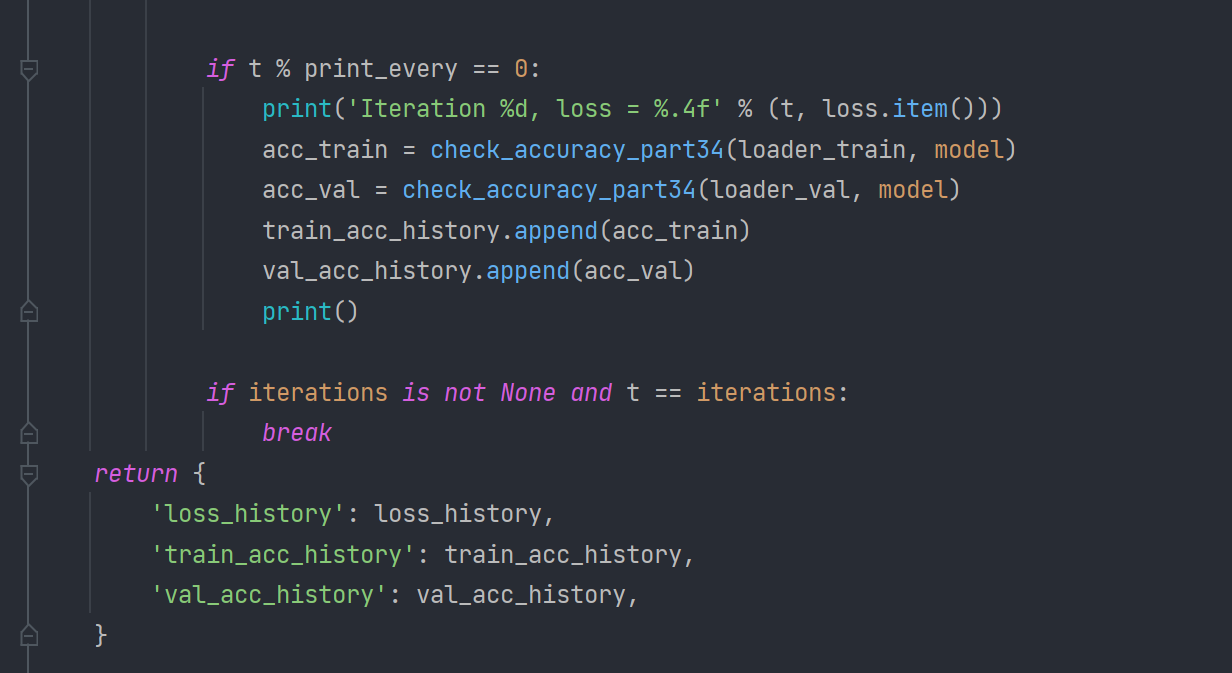 if t % print_every == 0:
print('Iteration %d, loss = %.4f' % (t, loss.item()))
acc_train = check_accuracy_part34(loader_train, model)
acc_val = check_accuracy_part34(loader_val, model)
train_acc_history.append(acc_train)
val_acc_history.append(acc_val)
print()
if iterations is not None and t == iterations:
break
return {
'loss_history': loss_history,
'train_acc_history': train_acc_history,
'val_acc_history': val_acc_history,
}